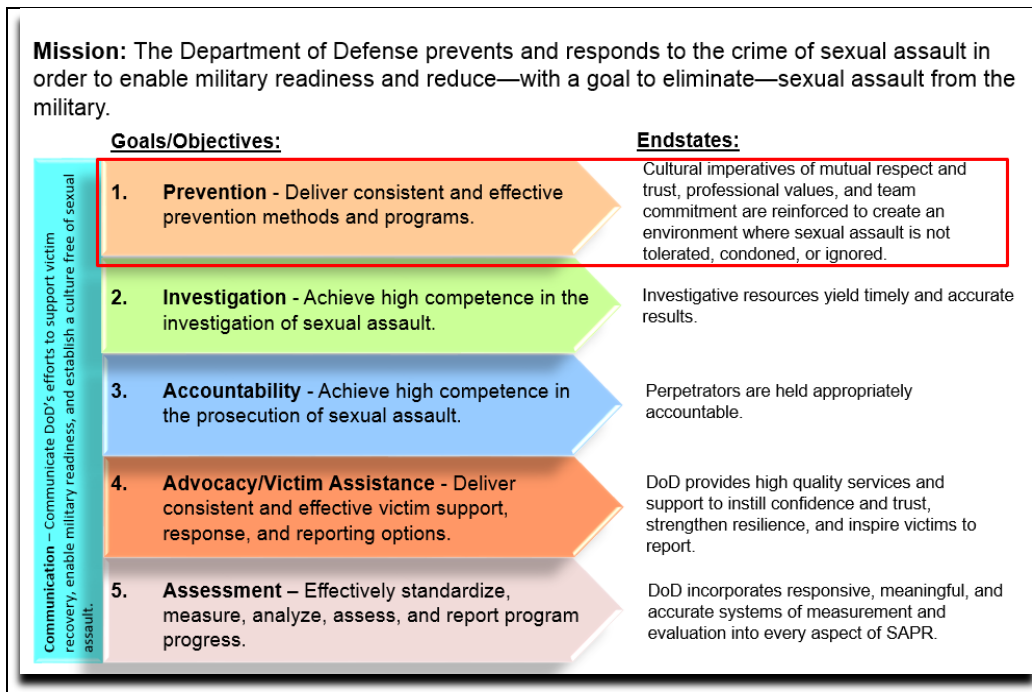 Mission: The Department of Defense prevents and responds to the crime of sexual assault in
order to enable military readiness and reduce—with a goal to eliminate—sexual assault from the
military.
Goals/Objectives:
Endstates:
Communication – Communicate DoD's efforts to support victim
recovery, enable military readiness, and establish a culture free of sexual
assault.
1. Prevention - Deliver consistent and effective
prevention methods and programs.
Cultural imperatives of mutual respect and
trust, professional values, and team
commitment are reinforced to create an
environment where sexual assault is not
tolerated, condoned, or ignored.
2. Investigation - Achieve high competence in the
investigation of sexual assault.
Investigative resources yield timely and accurate
results.
3. Accountability - Achieve high competence in
the prosecution of sexual assault.
Perpetrators are held appropriately
accountable.
4. Advocacy/Victim Assistance - Deliver
consistent and effective victim support,
response, and reporting options.
DoD provides high quality services and
support to instill confidence and trust,
strengthen resilience, and inspire victims to
report.
5. Assessment – Effectively standardize,
measure, analyze, assess, and report program
progress.
DoD incorporates responsive, meaningful, and
accurate systems of measurement and
evaluation into every aspect of SAPR.